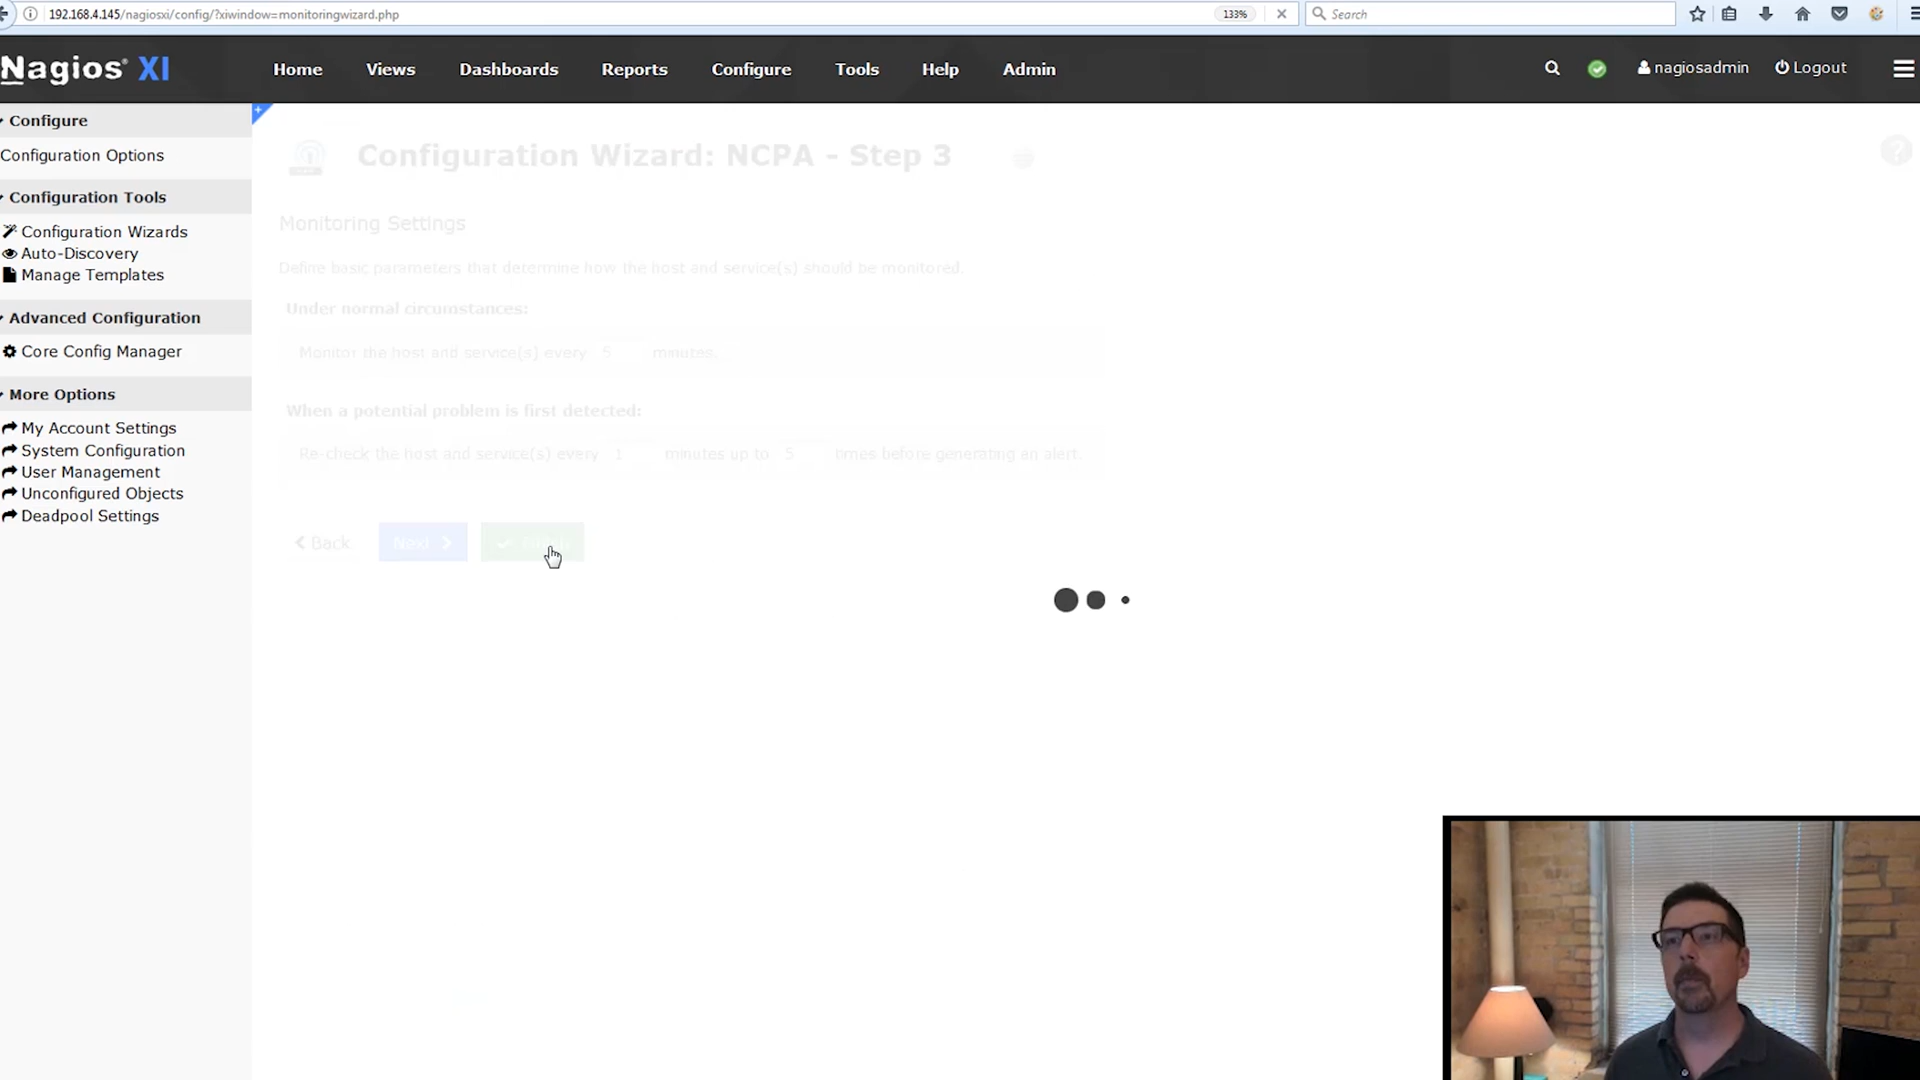 192.168.4.145/nagiosxi/config/?xiwindow=monitoringwizard.php
133%
Search
Nagios® XI
Home
Views
Dashboards
Reports
Configure
Tools
Help
Admin
nagiosadmin
Logout
Configure
Configuration Options
Configuration Tools
Configuration Wizards
Auto-Discovery
Manage Templates
Advanced Configuration
Core Config Manager
More Options
My Account Settings
System Configuration
User Management
Unconfigured Objects
Deadpool Settings
Configuration Wizard: NCPA - Step 3
Monitoring Settings
Define basic parameters that determine how the host and service(s) should be monitored.
Under normal circumstances:
Monitor the host and service(s) every 5 minutes.
When a potential problem is first detected:
Re-check the host and service(s) every 1 minutes up to 5 times before generating an alert.
Back
Next